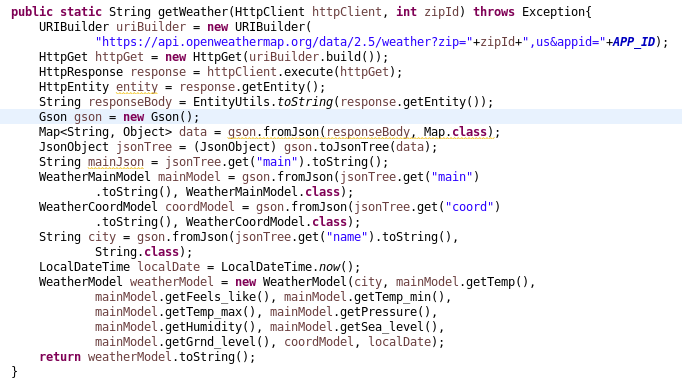 public static String getWeather(HttpClient httpClient, int zipId) throws Exception{
URIBuilder uriBuilder = new URIBuilder(
"https://api.openweathermap.org/data/2.5/weather?zip="+zipId+",us&appid="+APP_ID);
HttpGet httpGet = new HttpGet(uriBuilder.build());
HttpResponse response = httpClient.execute(httpGet);
HttpEntity entity = response.getEntity();
String responseBody = EntityUtils.toString(response.getEntity());
Gson gson = new Gson();
Map<String, Object> data = gson.fromJson(responseBody, Map.class);
JsonObject jsonTree = (JsonObject) gson.toJsonTree(data);
String mainJson = jsonTree.get("main").toString();
WeatherMainModel mainModel = gson.fromJson(jsonTree.get("main")
.toString(), WeatherMainModel.class);
WeatherCoordModel coordModel = gson.fromJson(jsonTree.get("coord")
.toString(), WeatherCoordModel.class);
String city = gson.fromJson(jsonTree.get("name").toString(),
String.class);
LocalDateTime localDate = LocalDateTime.now();
WeatherModel weatherModel = new WeatherModel(city, mainModel.getTemp(),
mainModel.getFeels_like(), mainModel.getTemp_min(),
mainModel.getTemp_max(), mainModel.getPressure(),
mainModel.getHumidity(), mainModel.getSea_level(),
mainModel.getGrnd_level(), coordModel, localDate);
return weatherModel.toString();
}